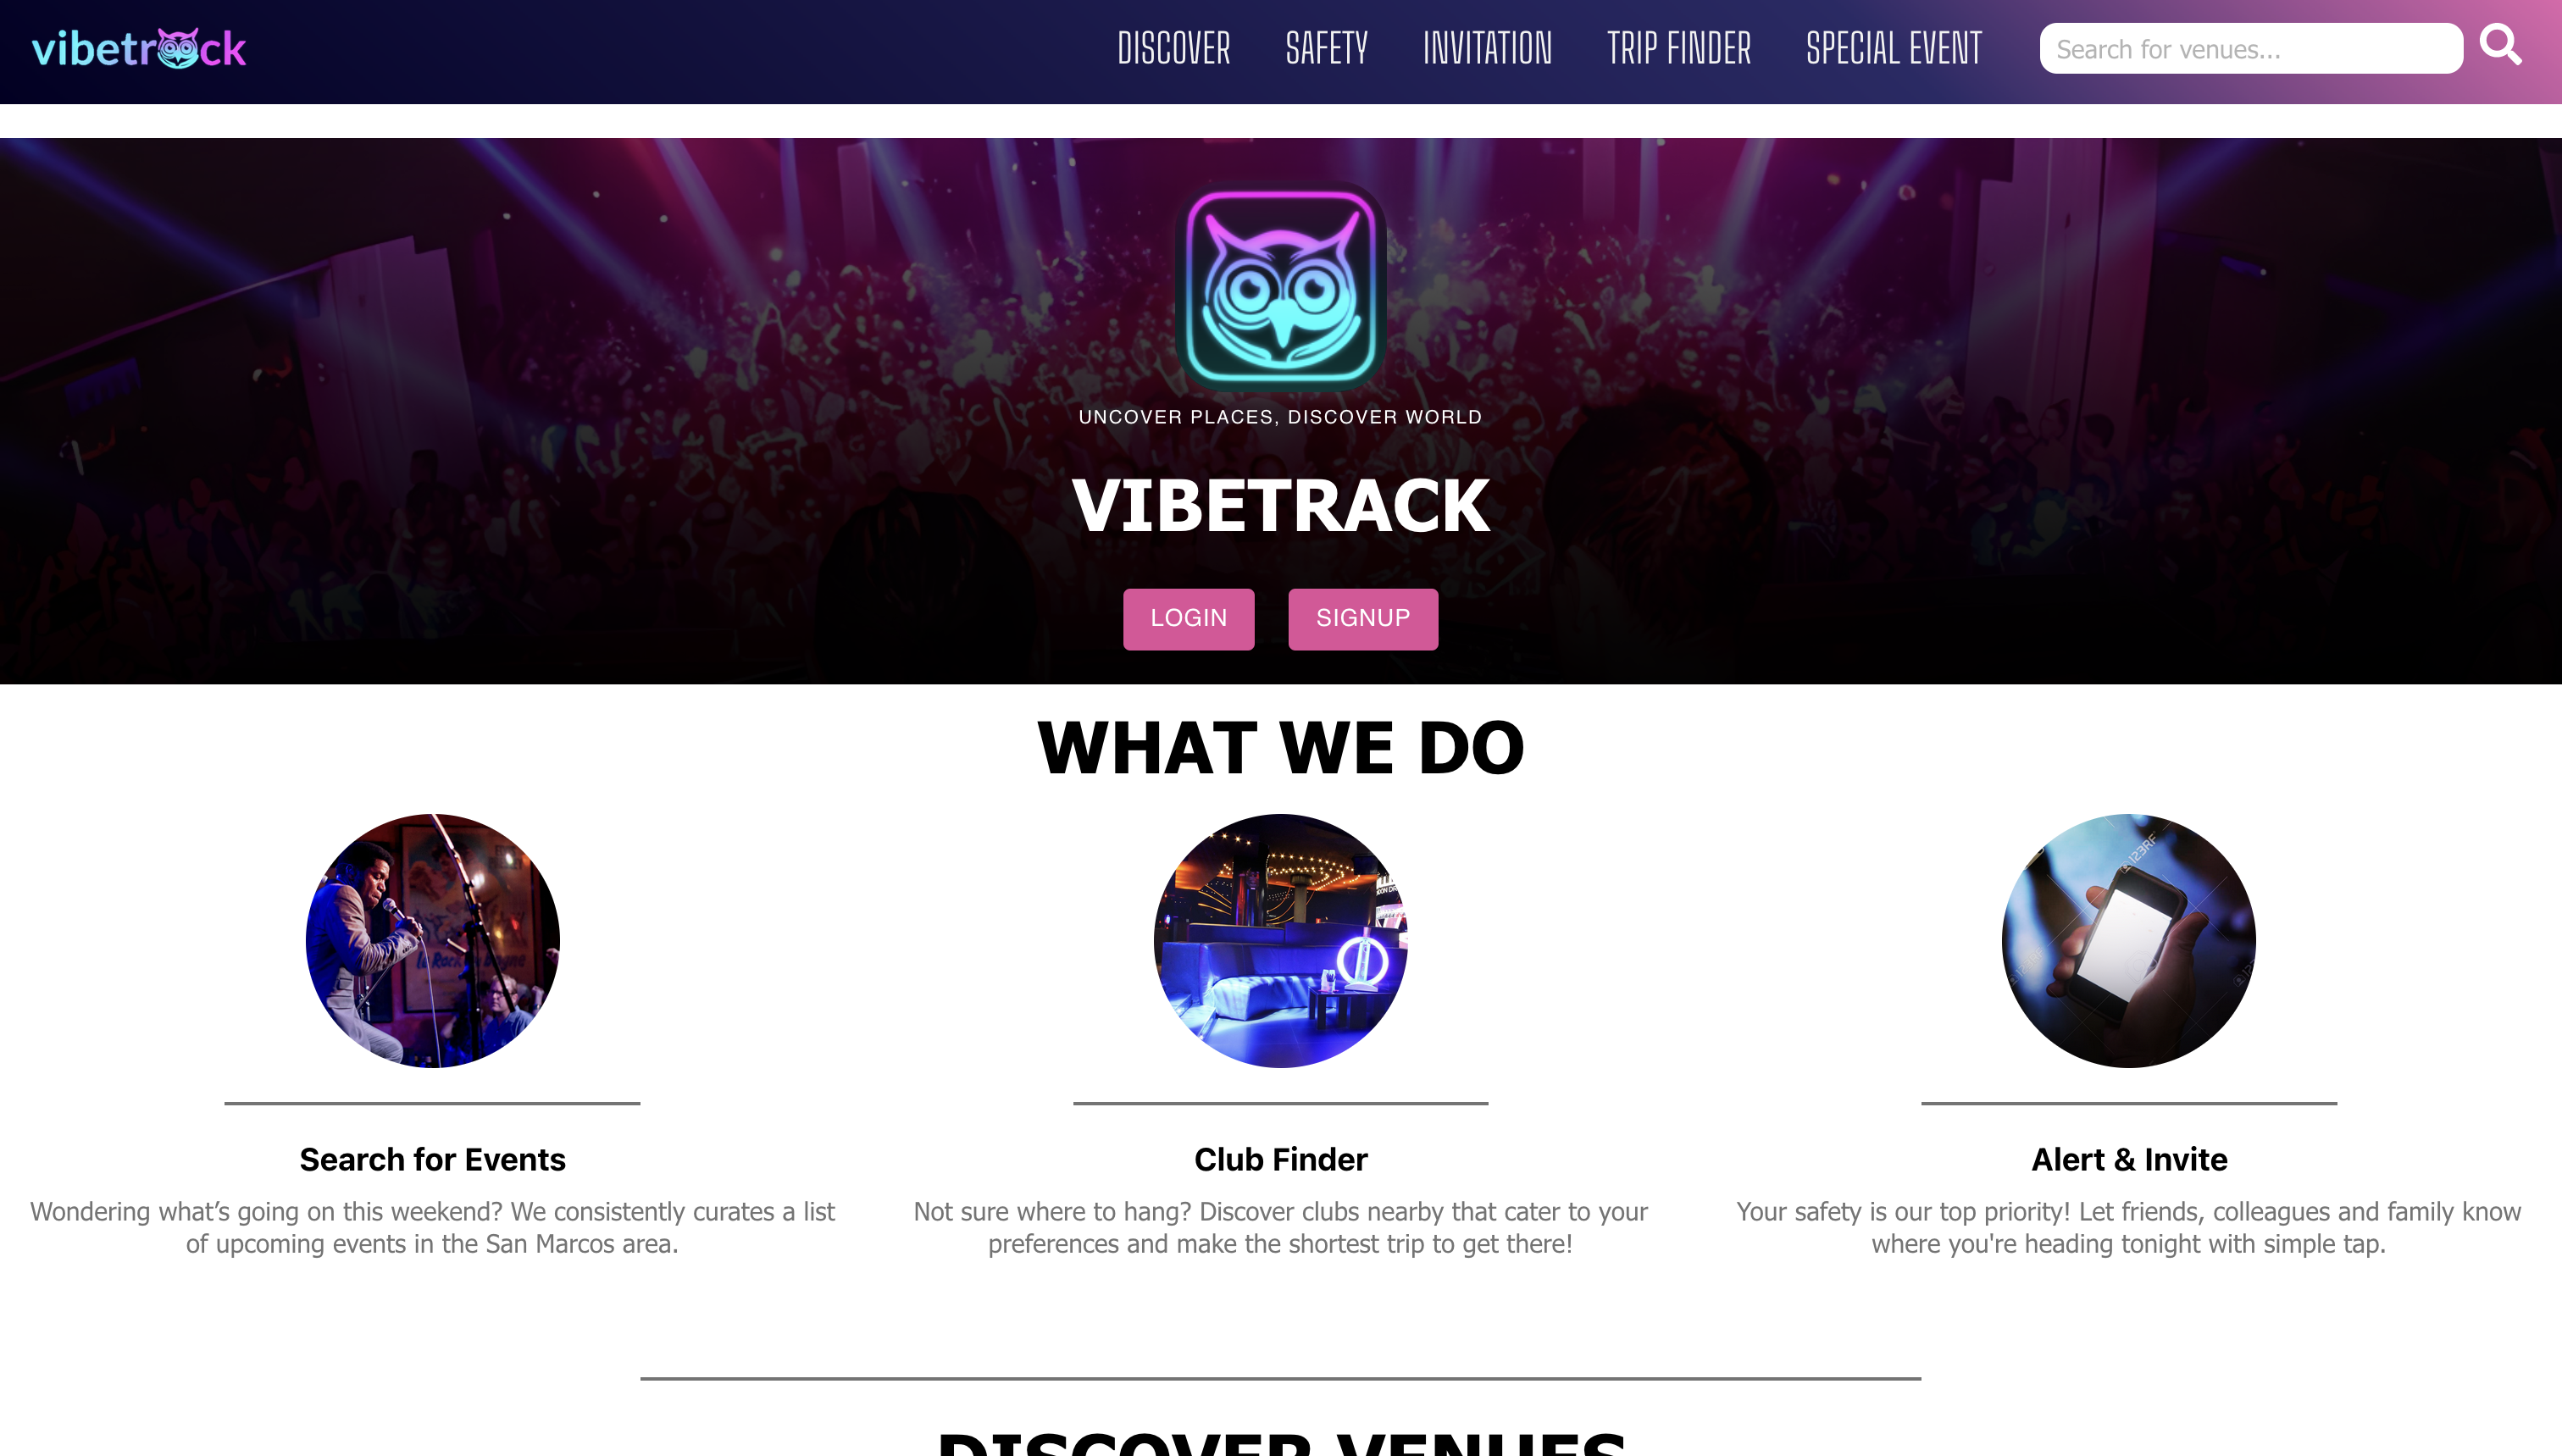 vibetrack
DISCOVER SAFETY INVITATION TRIP FINDER SPECIAL EVENT Search for venues...
UNCOVER PLACES, DISCOVER WORLD
VIBETRACK
LOGIN SIGNUP
WHAT WE DO
123RF
Search for Events
Wondering what’s going on this weekend? We consistently curates a list
of upcoming events in the San Marcos area.
Club Finder
Not sure where to hang? Discover clubs nearby that cater to your
preferences and make the shortest trip to get there!
Alert & Invite
Your safety is our top priority! Let friends, colleagues and family know
where you're heading tonight with simple tap.
DISCOVER VENUES